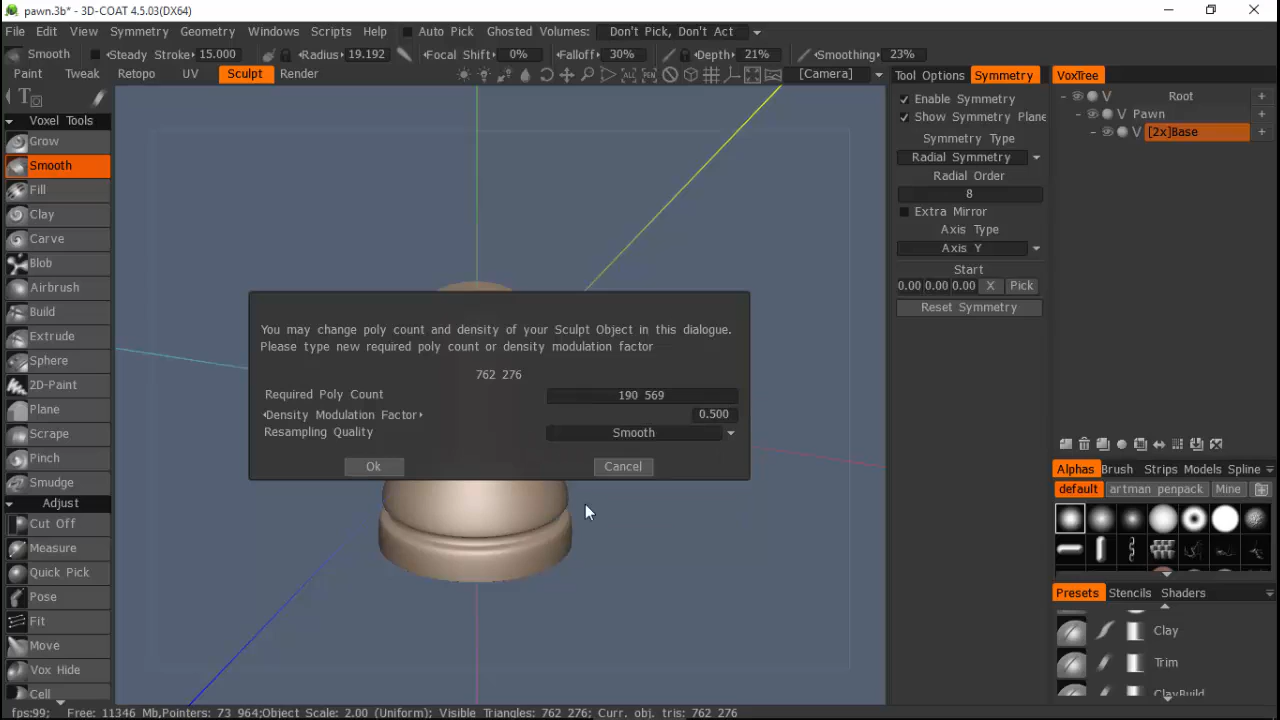 pawn.3b* - 3D-COAT 4.5.03(DX64)
File Edit View Symmetry Geometry Windows Scripts Help Auto Pick Ghosted Volumes: Don't Pick, Don't Act
Smooth Steady Stroke: 15.000 Radius: 19.192 Focal Shift: 0% Falloff: 30% Depth: 21% Smoothing: 23%
Paint Tweak Retopo UV Sculpt Render [Camera]
Tool Options Symmetry
VoxTree
Voxel Tools
Grow
Smooth
Fill
Clay
Carve
Blob
Airbrush
Build
Extrude
Sphere
2D-Paint
Plane
Scrape
Pinch
Smudge
Adjust
Cut Off
Measure
Quick Pick
Pose
Fit
Move
Vox Hide
Cell
You may change poly count and density of your Sculpt Object in this dialogue.
Please type new required poly count or density modulation factor
762 276
Required Poly Count 190 569
Density Modulation Factor 0.500
Resampling Quality Smooth
Ok Cancel
Enable Symmetry
Show Symmetry Plane
Symmetry Type
Radial Symmetry
Radial Order
8
Extra Mirror
Axis Type
Axis Y
Start
0.00 0.00 0.00 X Pick
Reset Symmetry
V Root +
V Pawn +
V [2x]Base +
Alphas Brush Strips Models Spline
default artman penpack Mine
Presets Stencils Shaders
Clay
Trim
ClayBuild
fps:99; Free: 11346 Mb,Pointers: 73 964;Object Scale: 2.00 (Uniform); Visible Triangles: 762 276; Curr. obj. tris: 762 276